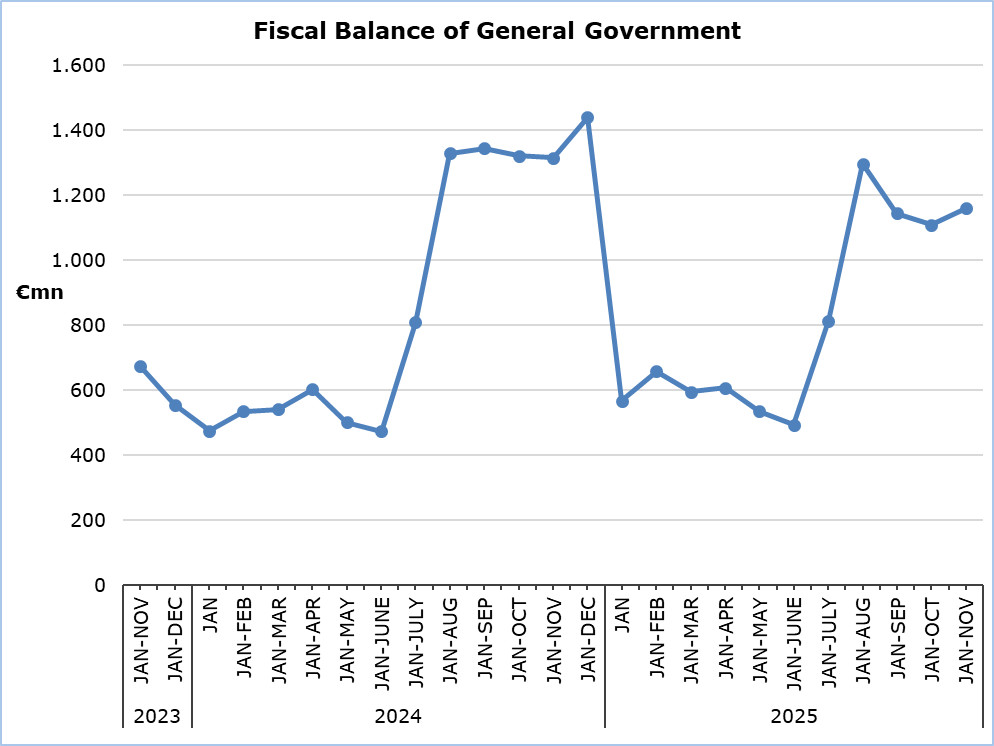 Fiscal Balance of General Government
1.600
1.400
1.200
1.000
€mn
800
600
400
200
0
JAN-NOV
JAN-DEC
JAN
JAN-FEB
JAN-MAR
JAN-APR
JAN-MAY
JAN-JUNE
JAN-JULY
JAN-AUG
JAN-SEP
JAN-OCT
JAN-NOV
JAN-DEC
JAN
JAN-FEB
JAN-MAR
JAN-APR
JAN-MAY
JAN-JUNE
JAN-JULY
JAN-AUG
JAN-SEP
JAN-OCT
JAN-NOV
2023
2024
2025